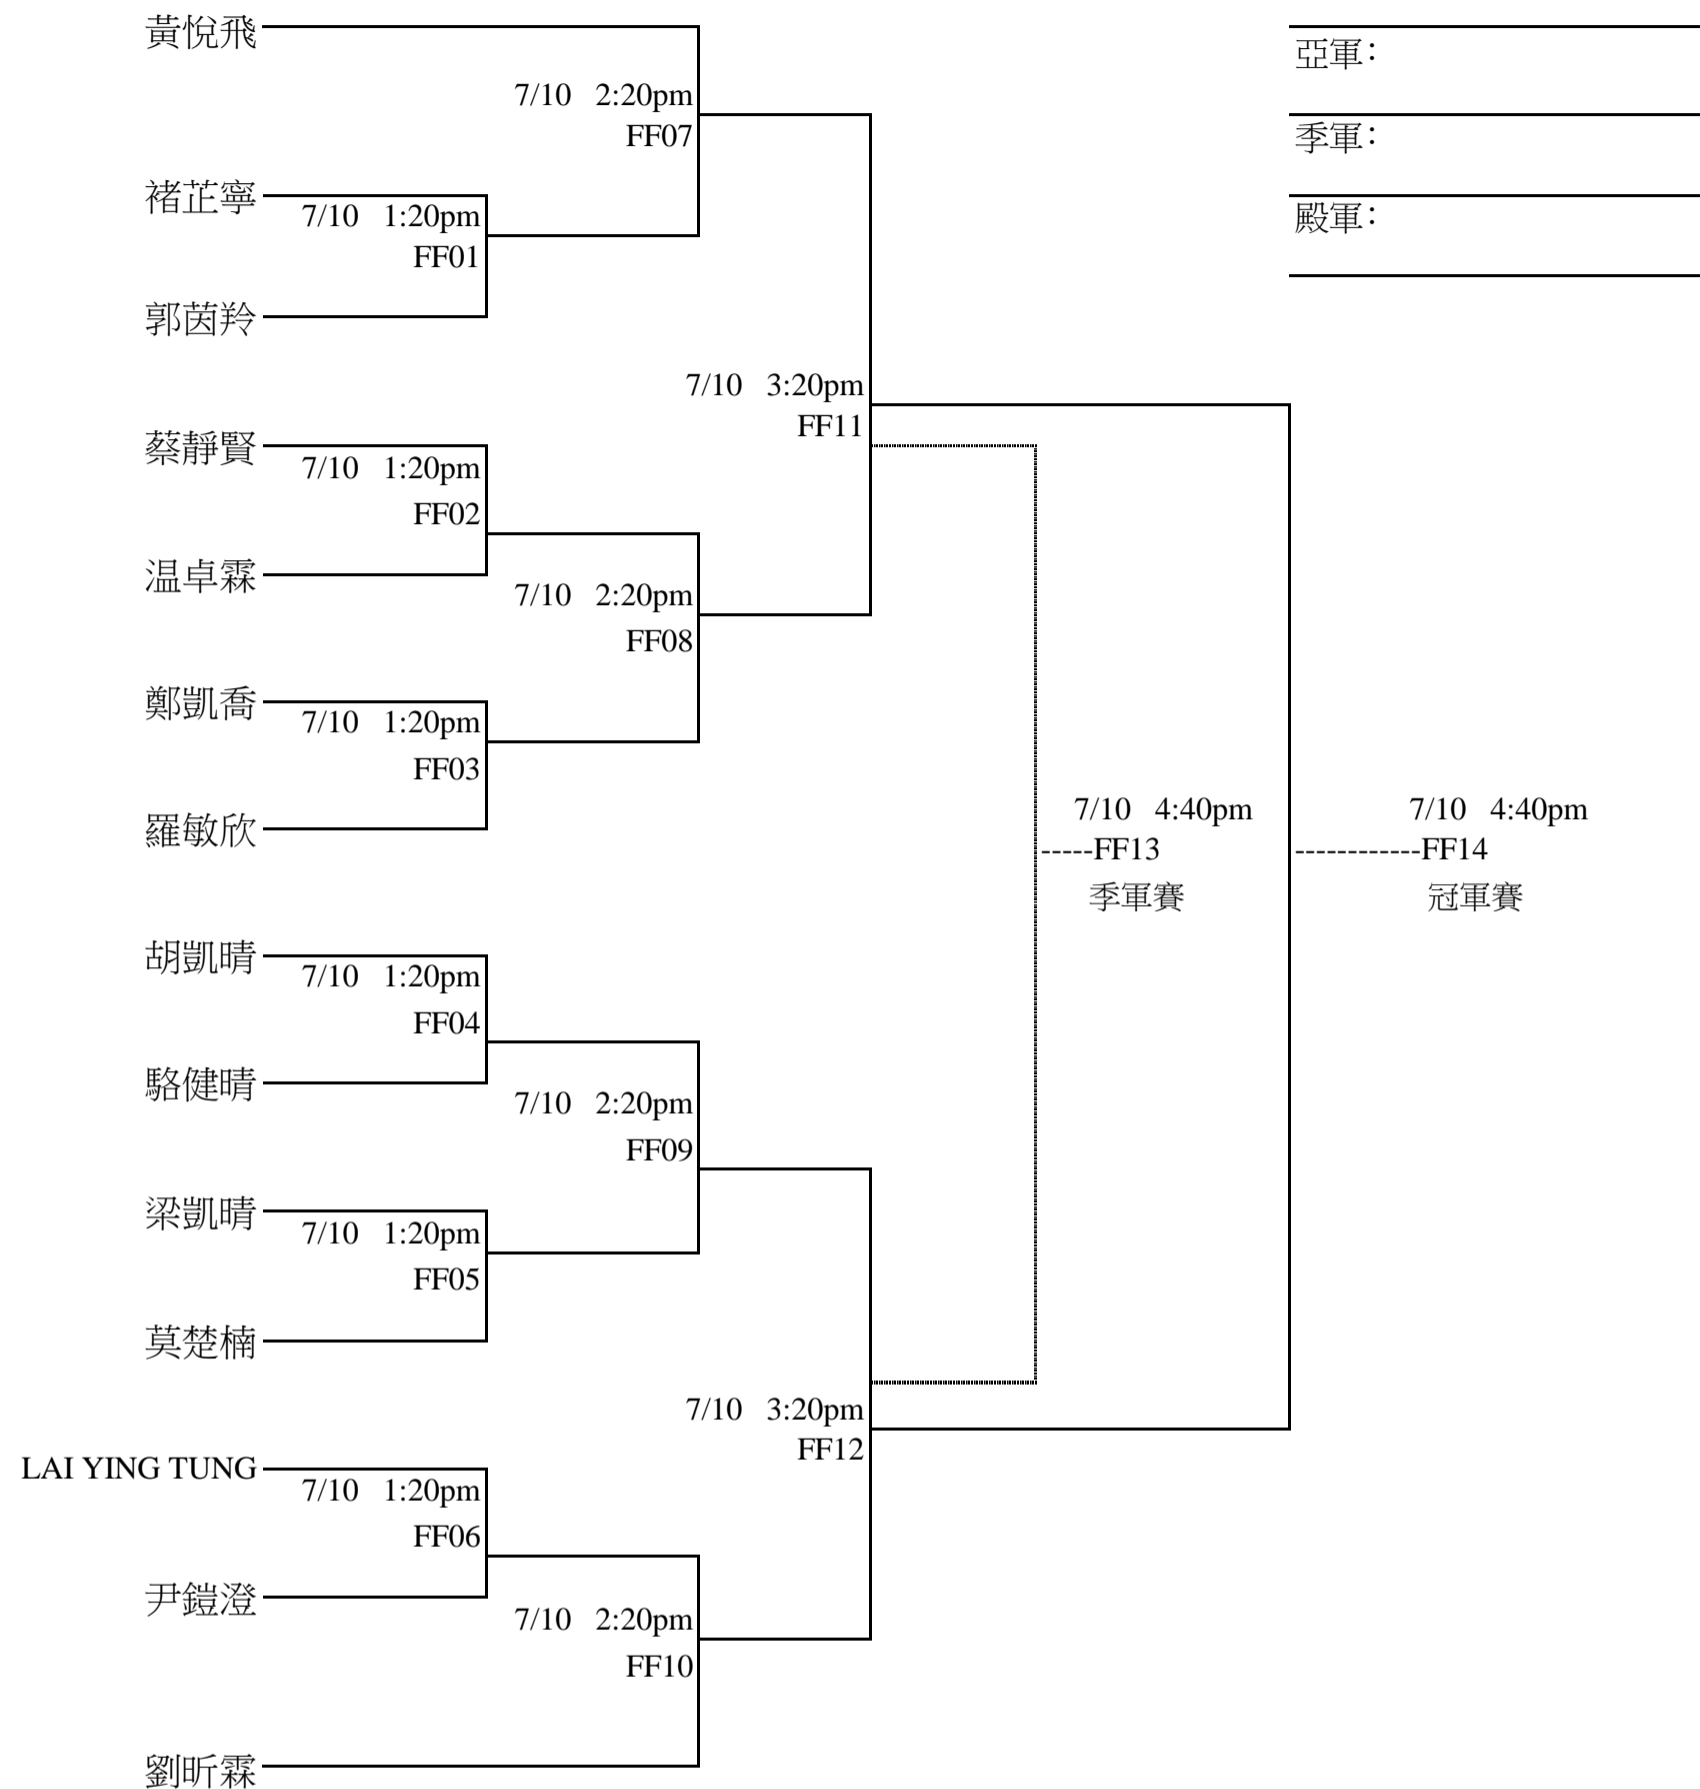 黃悅飛
亞軍：
7/10 2:20pm
FF07
季軍：
褚芷寧
7/10 1:20pm
殿軍：
FF01
郭茵羚
7/10 3:20pm
FF11
蔡靜賢
7/10 1:20pm
FF02
温卓霖
7/10 2:20pm
FF08
鄭凱喬
7/10 1:20pm
FF03
羅敏欣
7/10 4:40pm
7/10 4:40pm
-----FF13
------------FF14
季軍賽
冠軍賽
胡凱晴
7/10 1:20pm
FF04
駱健晴
7/10 2:20pm
FF09
梁凱晴
7/10 1:20pm
FF05
莫楚楠
7/10 3:20pm
FF12
LAI YING TUNG
7/10 1:20pm
FF06
尹鎧澄
7/10 2:20pm
FF10
劉昕霖